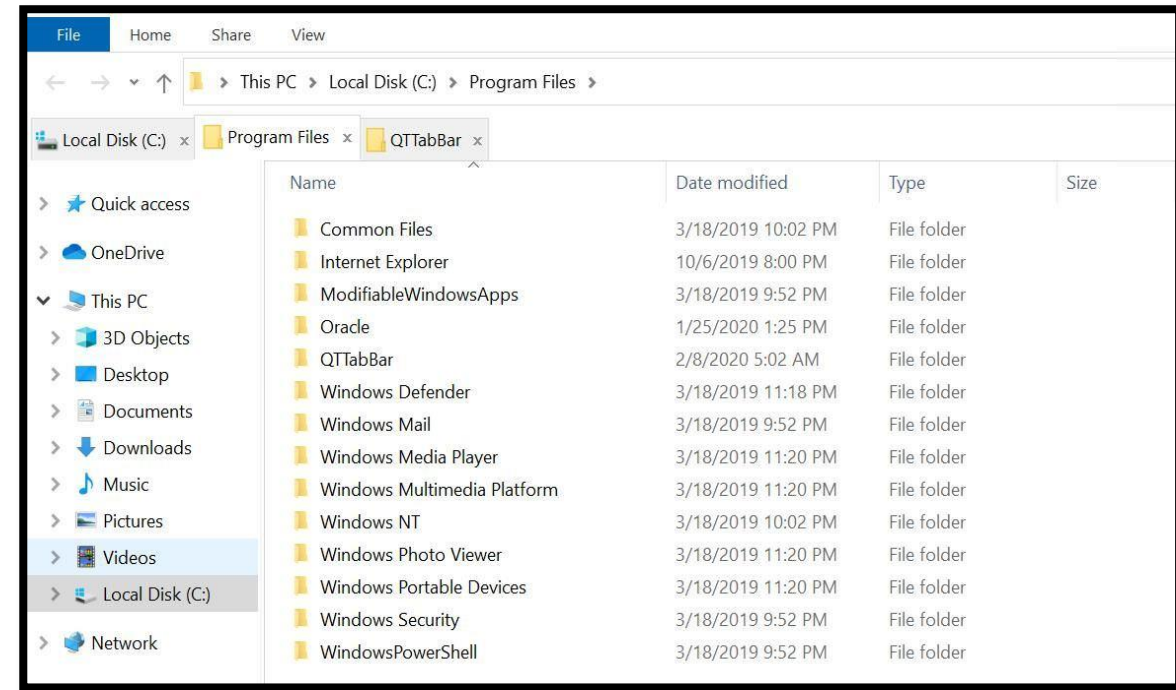 File Home Share View
This PC > Local Disk (C:) > Program Files >
Local Disk (C:) x Program Files x QTTabBar x
Name Date modified Type Size
Quick access
OneDrive
This PC
3D Objects
Desktop
Documents
Downloads
Music
Pictures
Videos
Local Disk (C:)
Network
Common Files 3/18/2019 10:02 PM File folder
Internet Explorer 10/6/2019 8:00 PM File folder
ModifiableWindowsApps 3/18/2019 9:52 PM File folder
Oracle 1/25/2020 1:25 PM File folder
QTTabBar 2/8/2020 5:02 AM File folder
Windows Defender 3/18/2019 11:18 PM File folder
Windows Mail 3/18/2019 9:52 PM File folder
Windows Media Player 3/18/2019 11:20 PM File folder
Windows Multimedia Platform 3/18/2019 11:20 PM File folder
Windows NT 3/18/2019 10:02 PM File folder
Windows Photo Viewer 3/18/2019 11:20 PM File folder
Windows Portable Devices 3/18/2019 11:20 PM File folder
Windows Security 3/18/2019 9:52 PM File folder
WindowsPowerShell 3/18/2019 9:52 PM File folder